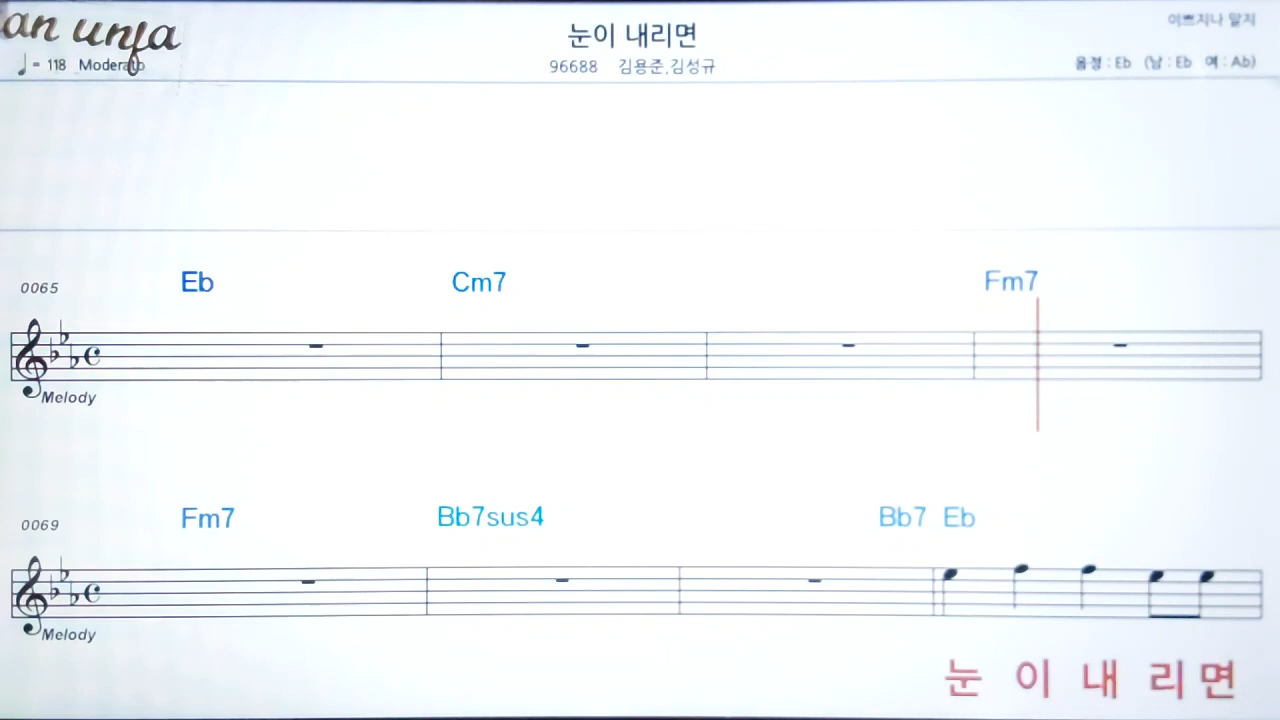 an unfa
눈이 내리면
이쁘지나 말지
♩= 118 Moderato
96688 김용준,김성규
음정 : Eb (남 : Eb 여 : Ab)
0065 Eb Cm7 Fm7
Melody
0069 Fm7 Bb7sus4 Bb7 Eb
Melody
눈 이 내 리 면